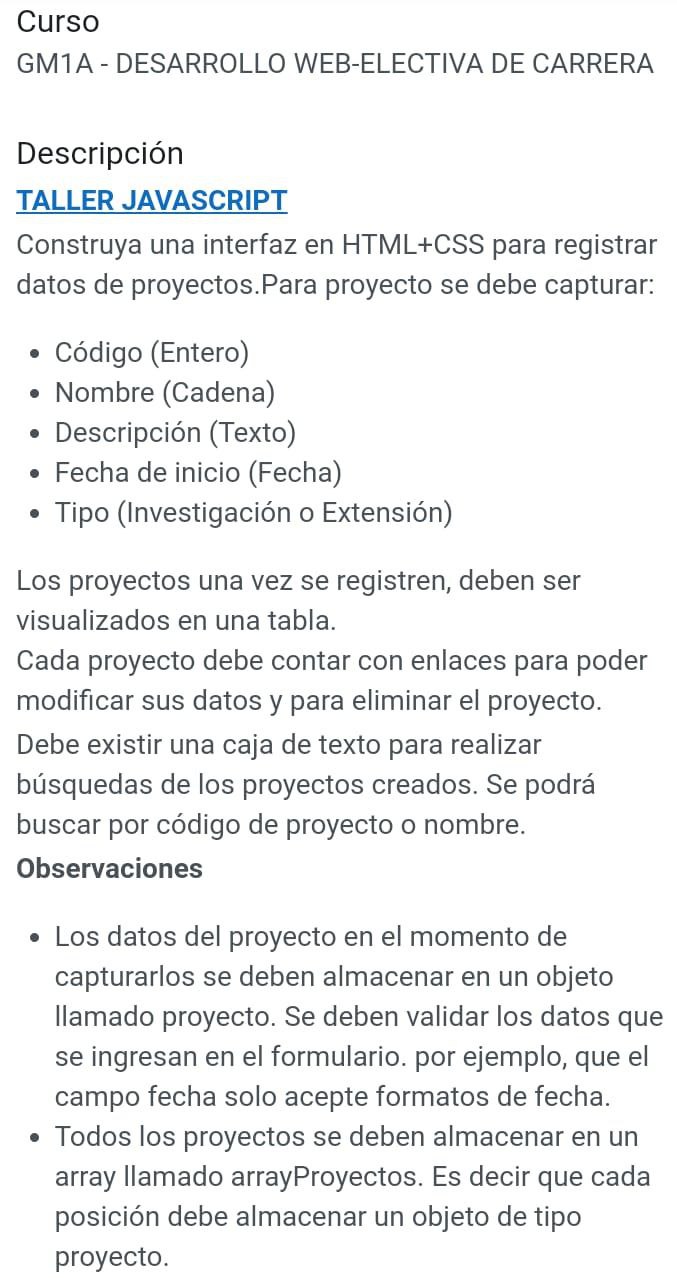 Curso
GM1A - DESARROLLO WEB-ELECTIVA DE CARRERA
Descripción
TALLER JAVASCRIPT
Construya una interfaz en HTML+CSS para registrar
datos de proyectos.Para proyecto se debe capturar:
• Código (Entero)
• Nombre (Cadena)
• Descripción (Texto)
• Fecha de inicio (Fecha)
• Tipo (Investigación o Extensión)
Los proyectos una vez se registren, deben ser
visualizados en una tabla.
Cada proyecto debe contar con enlaces para poder
modificar sus datos y para eliminar el proyecto.
Debe existir una caja de texto para realizar
búsquedas de los proyectos creados. Se podrá
buscar por código de proyecto o nombre.
Observaciones
• Los datos del proyecto en el momento de
capturarlos se deben almacenar en un objeto
llamado proyecto. Se deben validar los datos que
se ingresan en el formulario. por ejemplo, que el
campo fecha solo acepte formatos de fecha.
• Todos los proyectos se deben almacenar en un
array llamado arrayProyectos. Es decir que cada
posición debe almacenar un objeto de tipo
proyecto.